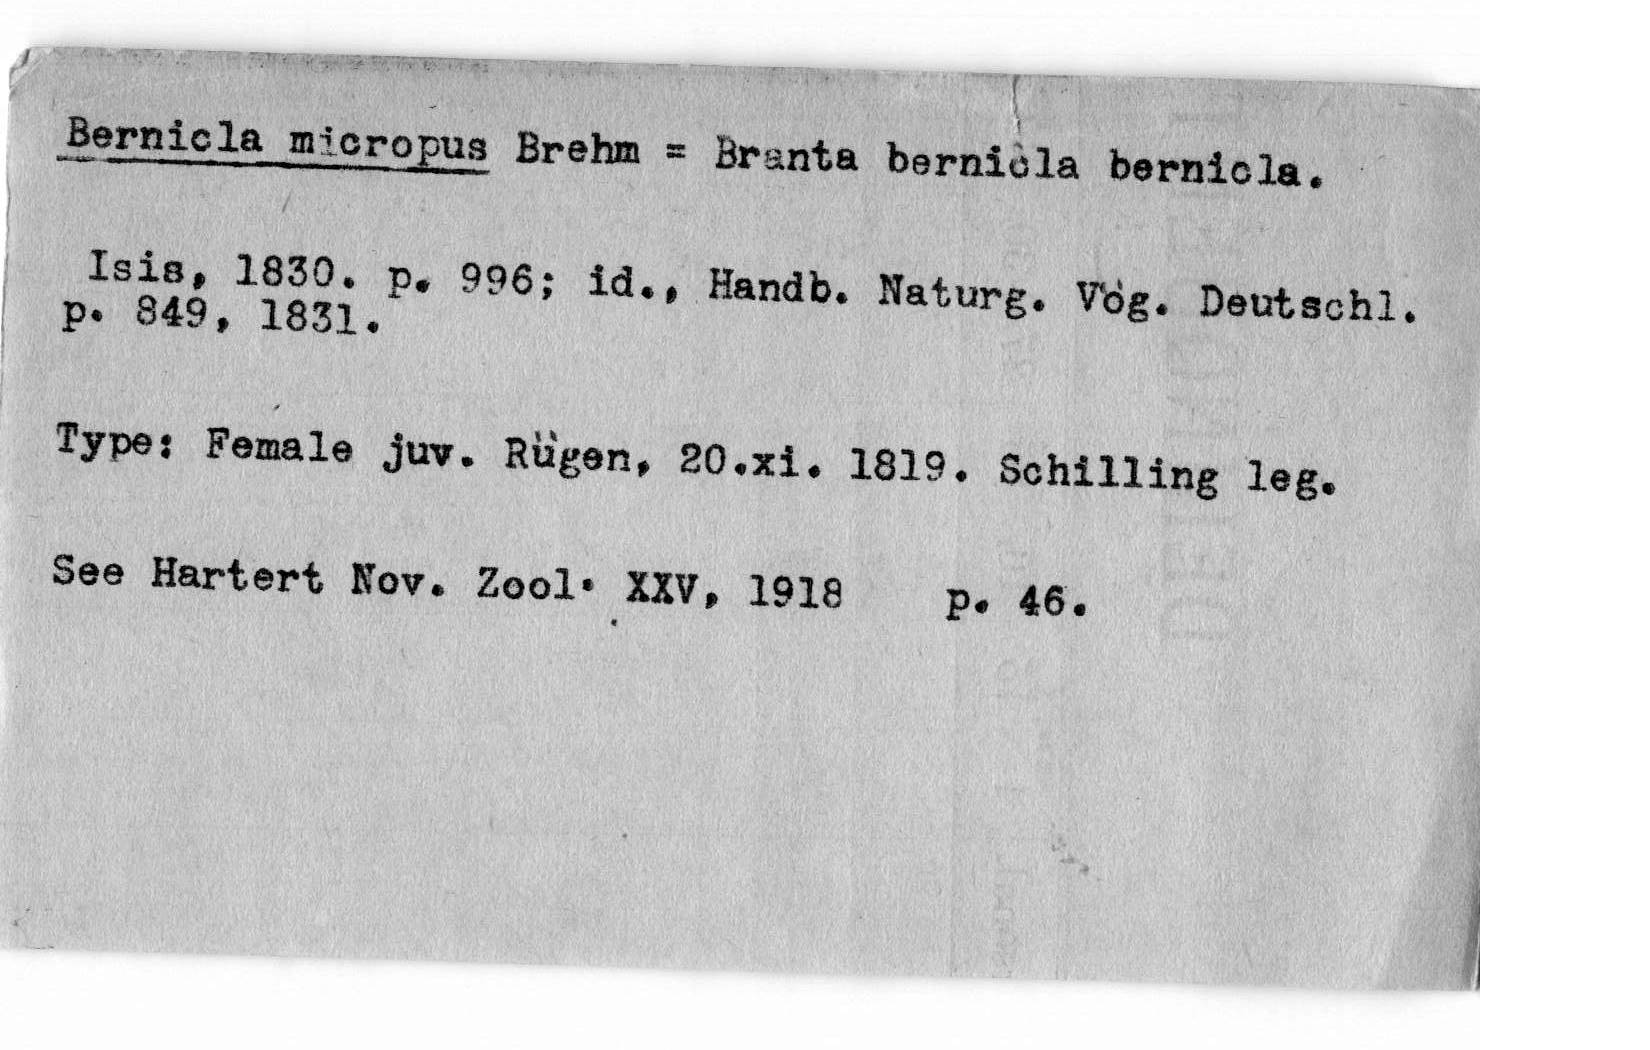 Bernicla micropus Brehm = Branta bernicla bernicla.
Isis, 1830. p. 996; id., Handb. Naturg. Vög. Deutschl.
p. 849, 1831.
Type: Female juv. Rügen, 20.xi. 1819. Schilling leg.
See Hartert Nov. Zool. XXV, 1918 p. 46.